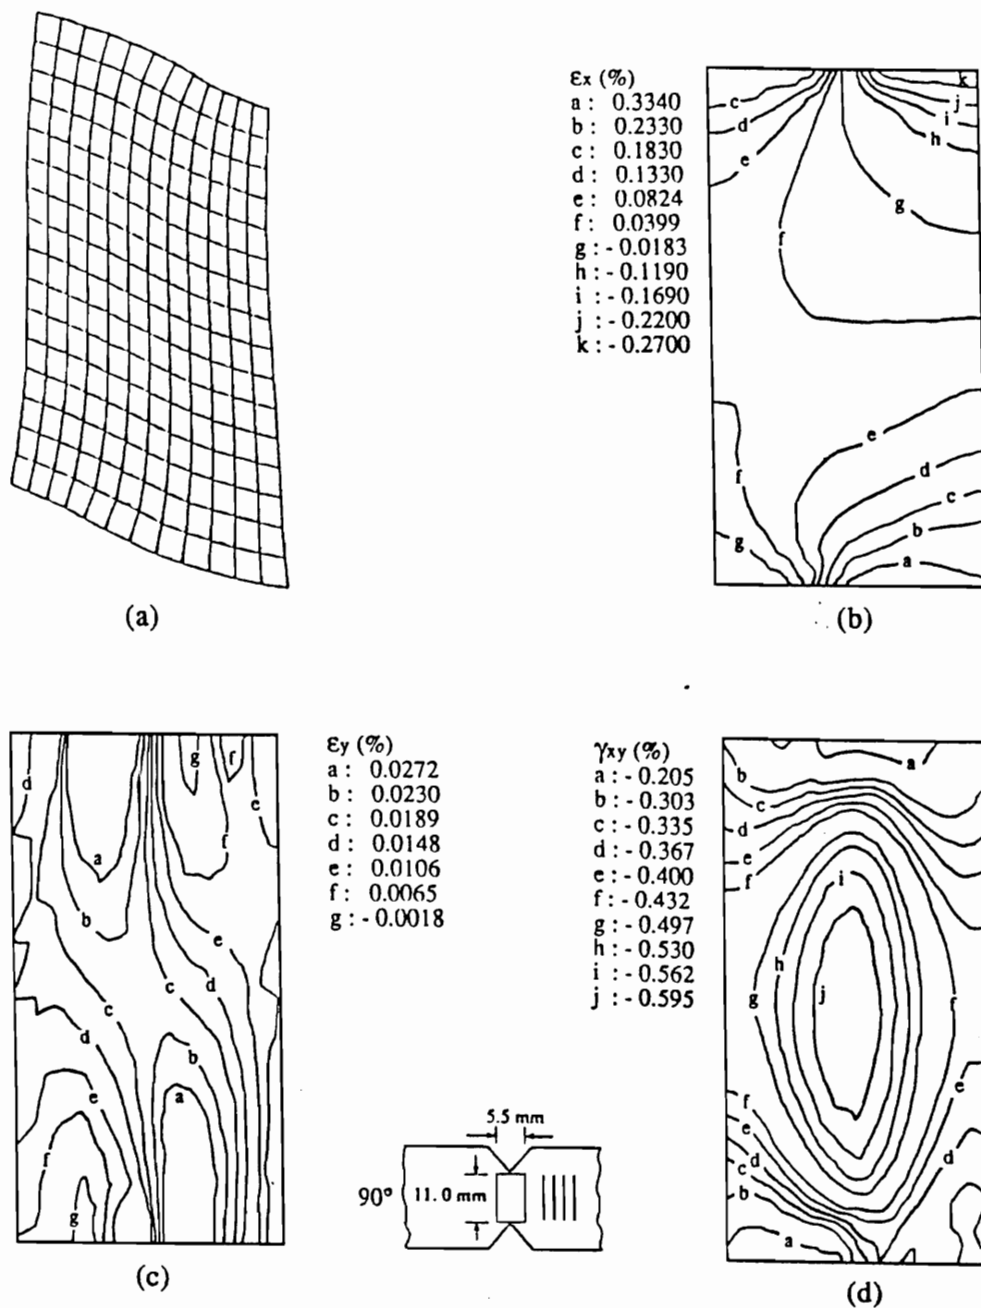 εx (%)
a : 0.3340
b : 0.2330
c : 0.1830
d : 0.1330
e : 0.0824
f : 0.0399
g : - 0.0183
h : - 0.1190
i : - 0.1690
j : - 0.2200
k : - 0.2700
c
d
e
f
g
h
i
j
k
e
d
c
b
a
f
g
(a)
(b)
εy (%)
a : 0.0272
b : 0.0230
c : 0.0189
d : 0.0148
e : 0.0106
f : 0.0065
g : - 0.0018
d
g
f
e
a
f
b
e
c
d
c
d
b
e
a
f
g
(c)
γxy (%)
a : - 0.205
b : - 0.303
c : - 0.335
d : - 0.367
e : - 0.400
f : - 0.432
g : - 0.497
h : - 0.530
i : - 0.562
j : - 0.595
a
b
c
d
e
f
i
h
g
j
f
e
f
e
d
c
b
d
a
(d)
5.5 mm
90° 11.0 mm